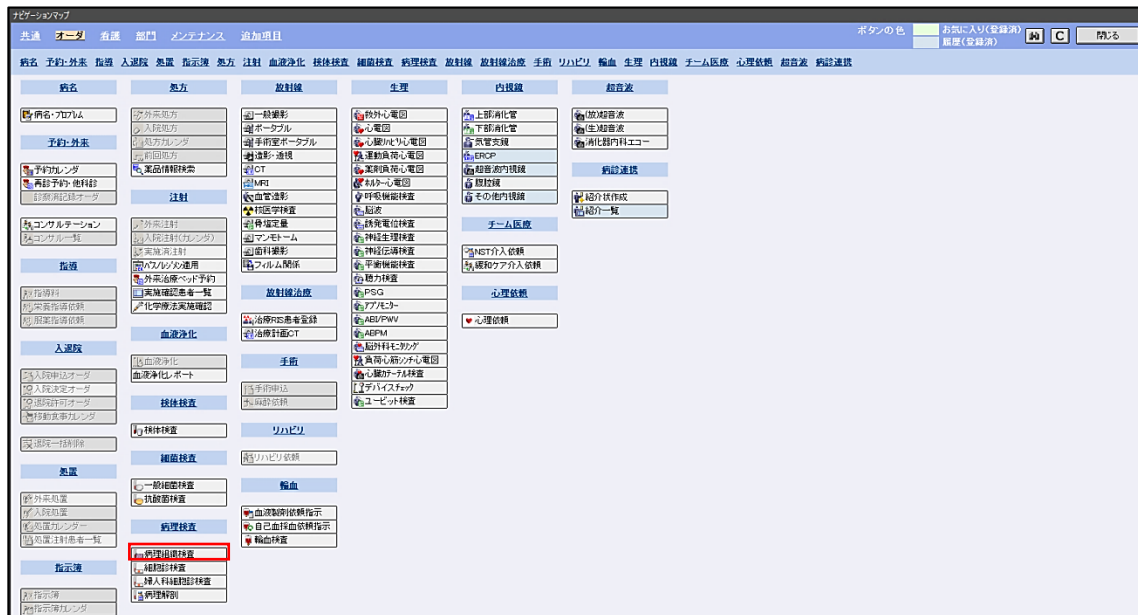 ナビゲーションマップ
共通 オーダ 看護 部門 メンテナンス 追加項目
ボタンの色 お気に入り(登録済) 履歴(登録済) C 閉じる
病名 予約・外来 指導 入退院 処置 指示簿 処方 注射 血液浄化 検体検査 細菌検査 病理検査 放射線 放射線治療 手術 リハビリ 輸血 生理 内視鏡 チーム医療 心理依頼 超音波 病診連携
病名
病名・プロブレム
予約・外来
予約カレンダ
再診予約・他科診
診察済記録オーダ
コンサルテーション
コンサル一覧
指導
指導料
栄養指導依頼
服薬指導依頼
入退院
入院申込オーダ
入院決定オーダ
退院許可オーダ
移動食事カレンダ
退院一括削除
処置
外来処置
入院処置
処置カレンダー
処置注射患者一覧
指示簿
指示簿
指示簿カレンダ
処方
外来処方
入院処方
処方カレンダ
前回処方
薬品情報検索
注射
外来注射
入院注射(カレンダ)
実施済注射
パス/レジメン適用
外来治療ベッド予約
実施確認患者一覧
化学療法実施確認
血液浄化
血液浄化
血液浄化レポート
検体検査
検体検査
細菌検査
一般細菌検査
抗酸菌検査
病理検査
病理組織検査
細胞診検査
婦人科細胞診検査
病理解剖
放射線
一般撮影
ポータブル
手術室ポータブル
造影・透視
CT
MRI
血管造影
核医学検査
骨塩定量
マンモトーム
歯科撮影
フィルム関係
放射線治療
治療RIS患者登録
治療計画CT
手術
手術申込
麻酔依頼
リハビリ
リハビリ依頼
輸血
血液製剤依頼指示
自己血採血依頼指示
輸血検査
生理
救外心電図
心電図
心臓リハビリ心電図
運動負荷心電図
薬剤負荷心電図
ホルター心電図
呼吸機能検査
脳波
誘発電位検査
神経生理検査
神経伝導検査
平衡機能検査
聴力検査
PSG
アプノモニター
ABI/PWV
ABPM
脳外科モニタリング
負荷心筋シンチ心電図
心臓カテーテル検査
デバイスチェック
ユービット検査
内視鏡
上部消化管
下部消化管
気管支鏡
ERCP
超音波内視鏡
腹腔鏡
その他内視鏡
チーム医療
NST介入依頼
緩和ケア介入依頼
心理依頼
心理依頼
超音波
(放)超音波
(生)超音波
消化器内科エコー
病診連携
紹介状作成
紹介一覧